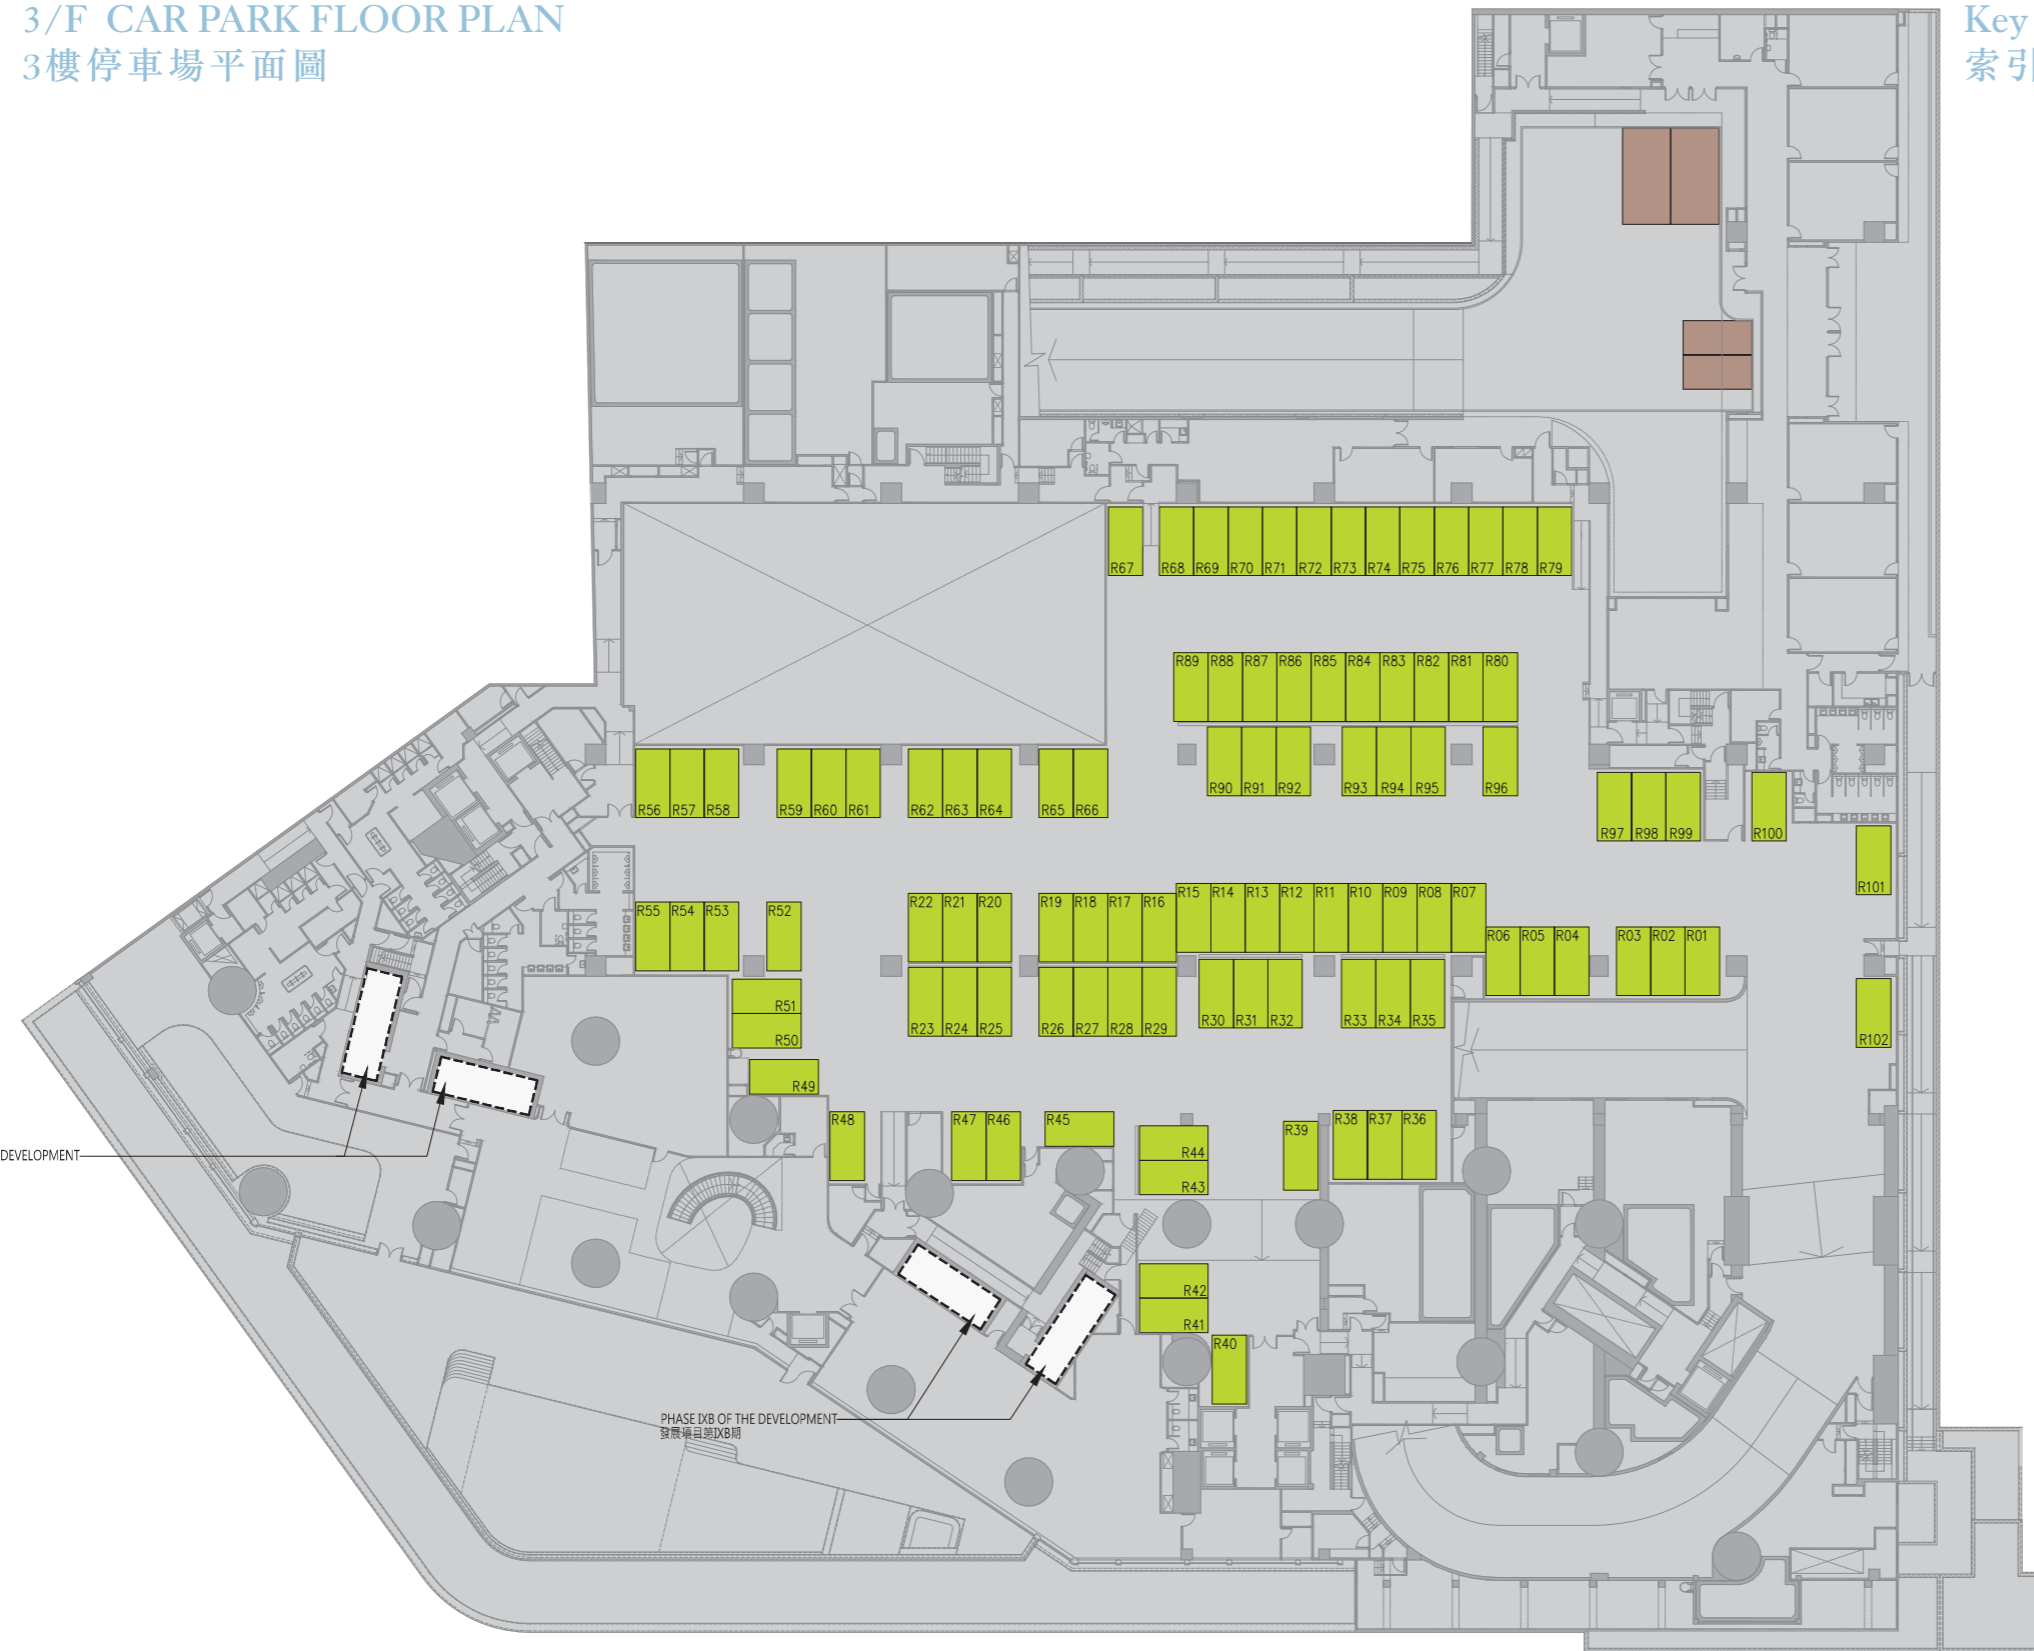 3/F CAR PARK FLOOR PLAN
3樓停車場平面圖
Key
索引
R67 R68 R69 R70 R71 R72 R73 R74 R75 R76 R77 R78 R79
R89 R88 R87 R86 R85 R84 R83 R82 R81 R80
R90 R91 R92 R93 R94 R95 R96
R56 R57 R58 R59 R60 R61 R62 R63 R64 R65 R66
R97 R98 R99 R100
R101
R15 R14 R13 R12 R11 R10 R09 R08 R07
R22 R21 R20 R19 R18 R17 R16
R55 R54 R53 R52
R06 R05 R04 R03 R02 R01
R51
R30 R31 R32 R33 R34 R35
R23 R24 R25 R26 R27 R28 R29
R50
R102
R49
R48 R47 R46 R45 R38 R37 R36
R39
R44
R43
DEVELOPMENT
R42
R41
R40
PHASE IXB OF THE DEVELOPMENT
發展項目第IXB期